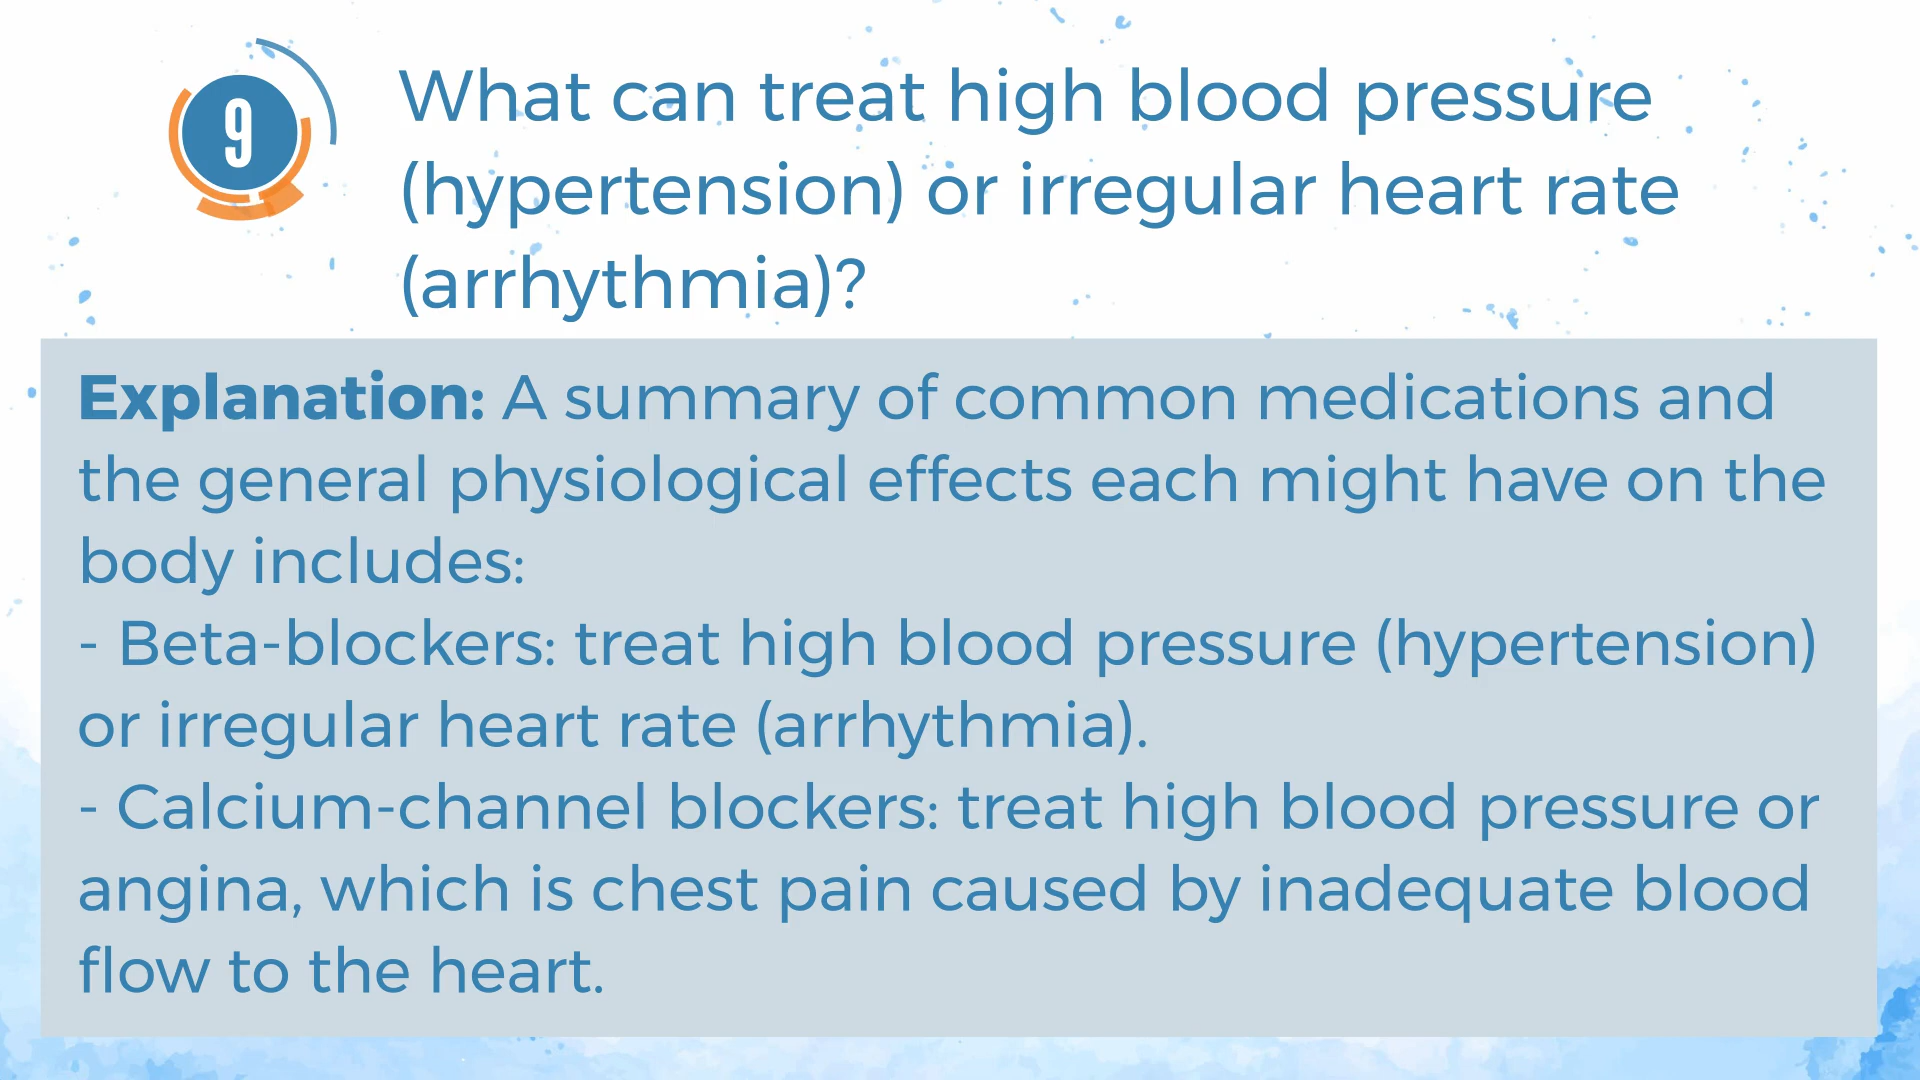 9
What can treat high blood pressure
(hypertension) or irregular heart rate
(arrhythmia)?
Explanation: A summary of common medications and
the general physiological effects each might have on the
body includes:
- Beta-blockers: treat high blood pressure (hypertension)
or irregular heart rate (arrhythmia).
- Calcium-channel blockers: treat high blood pressure or
angina, which is chest pain caused by inadequate blood
flow to the heart.